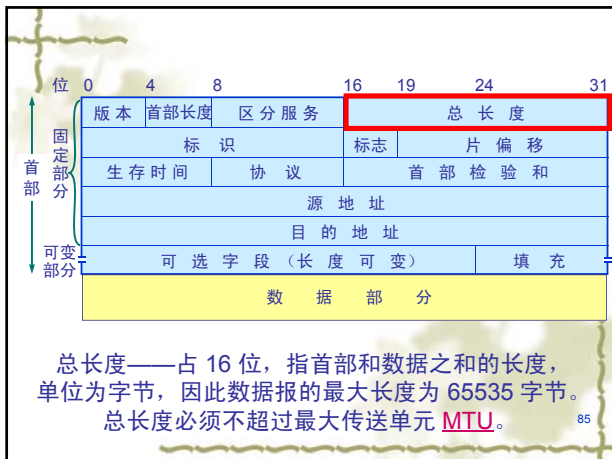 位 0 4 8 16 19 24 31
版 本 首部长度 区 分 服 务 总 长 度
标 识 标志 片 偏 移
生 存 时 间 协 议 首 部 检 验 和
源 地 址
目 的 地 址
可 选 字 段 （长 度 可 变） 填 充
数 据 部 分
首部
固定部分
可变部分
总长度——占 16 位，指首部和数据之和的长度，
单位为字节，因此数据报的最大长度为 65535 字节。
总长度必须不超过最大传送单元 MTU。
85